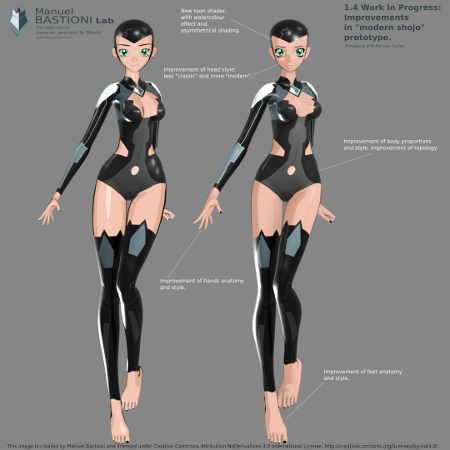 Manuel
BASTIONI Lab
The open source
character generator for Blender
www.manuelbastioni.com
New toon shader,
with watercolour
effect and
asymmetrical shading.
1.4 Work In Progress:
Improvements
in "modern shojo"
prototype.
Rendering with Blender Cycles
Improvement of head style:
less "classic" and more "modern"
Improvement of body proportions
and style. Improvement of topology.
Improvement of hands anatomy
and style.
Improvement of feet anatomy
and style.
This image is created by Manuel Bastioni and licensed under Creative Commons Attribution-NoDerivatives 4.0 International License: http://creativecommons.org/licenses/by-nd/4.0/